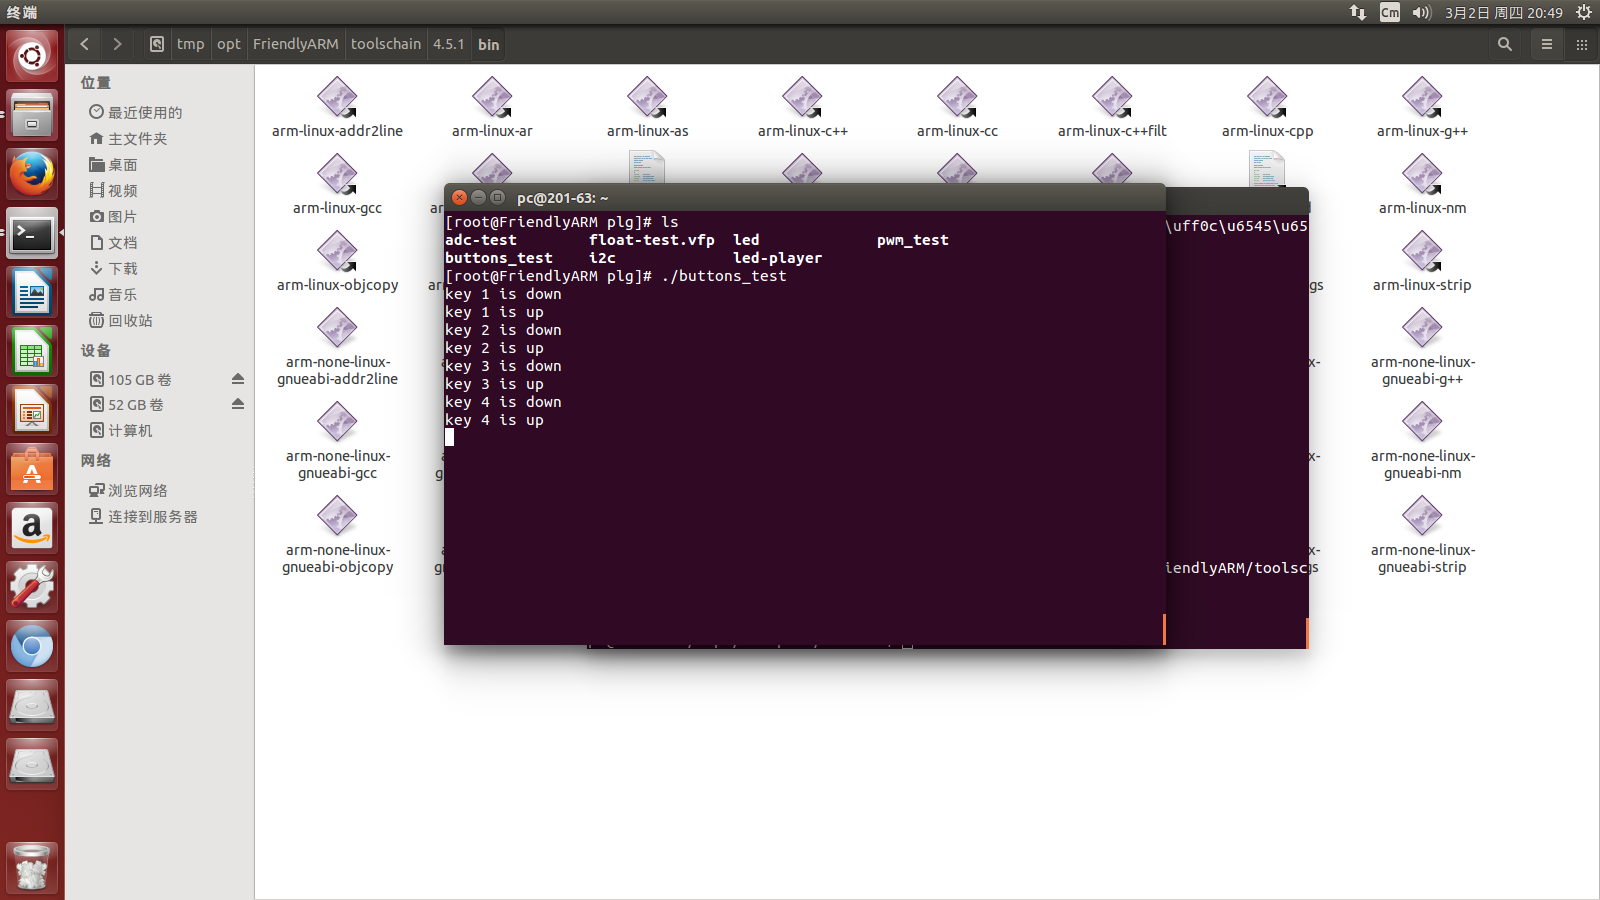 终端
Cm
3月2日 周四 20:49
tmp opt FriendlyARM toolschain 4.5.1 bin
位置
最近使用的
主文件夹
桌面
视频
图片
文档
下载
音乐
回收站
设备
105 GB 卷
52 GB 卷
计算机
网络
浏览网络
连接到服务器
arm-linux-addr2line arm-linux-ar arm-linux-as arm-linux-c++ arm-linux-cc arm-linux-c++filt arm-linux-cpp arm-linux-g++
arm-linux-gcc arm-linux-nm
arm-linux-objcopy gs arm-linux-strip
arm-none-linux-gnueabi-addr2line x- arm-none-linux-gnueabi-g++
arm-none-linux-gnueabi-gcc x- arm-none-linux-gnueabi-nm
arm-none-linux-gnueabi-objcopy x- gs arm-none-linux-gnueabi-strip
pc@201-63: ~
[root@FriendlyARM plg]# ls
adc-test float-test.vfp led pwm_test
buttons_test i2c led-player
[root@FriendlyARM plg]# ./buttons_test
key 1 is down
key 1 is up
key 2 is down
key 2 is up
key 3 is down
key 3 is up
key 4 is down
key 4 is up
\uff0c\u6545\u65
iendlyARM/toolsc